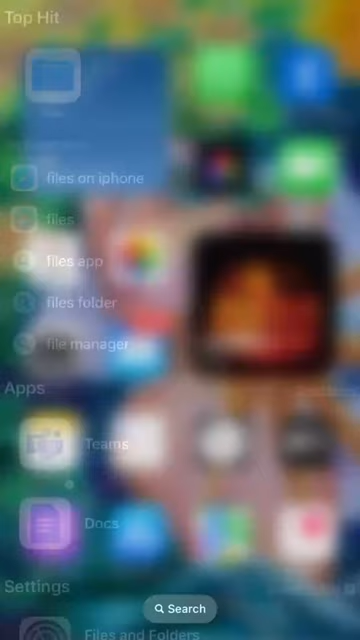 Top Hit
files on iphone
files
files app
files folder
file manager
Apps
Teams
Docs
Settings
Search
Files and Folders